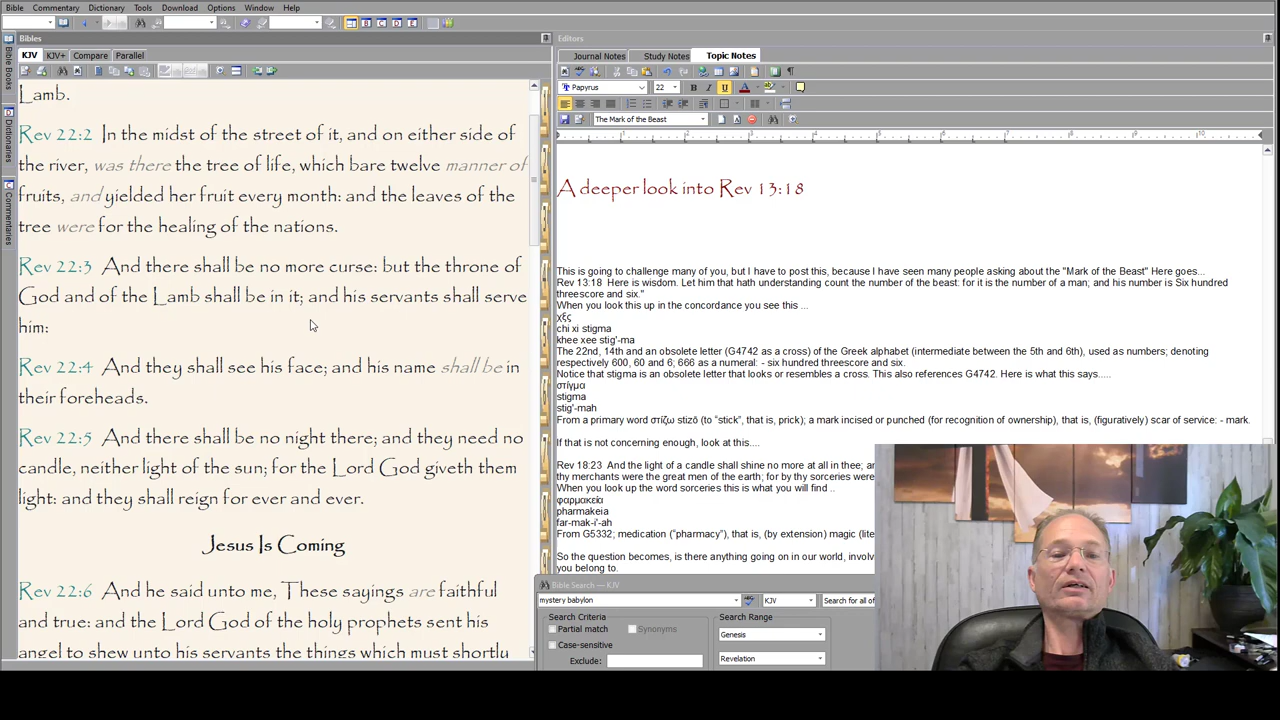 Bible Commentary Dictionary Tools Download Options Window Help
Bibles
KJV KJV+ Compare Parallel
Bible Books
Dictionaries
Commentaries
Lamb.
Rev 22:2 In the midst of the street of it, and on either side of
the river, was there the tree of life, which bare twelve manner of
fruits, and yielded her fruit every month: and the leaves of the
tree were for the healing of the nations.
Rev 22:3 And there shall be no more curse: but the throne of
God and of the Lamb shall be in it; and his servants shall serve
him:
Rev 22:4 And they shall see his face; and his name shall be in
their foreheads.
Rev 22:5 And there shall be no night there; and they need no
candle, neither light of the sun; for the Lord God giveth them
light: and they shall reign for ever and ever.
Jesus Is Coming
Rev 22:6 And he said unto me, These sayings are faithful
and true: and the Lord God of the holy prophets sent his
angel to shew unto his servants the things which must shortly
Editors
Journal Notes Study Notes Topic Notes
Papyrus 22 B I U A
The Mark of the Beast
1 2 3 4 5 6 7 8 9 10
A deeper look into Rev 13:18
This is going to challenge many of you, but I have to post this, because I have seen many people asking about the "Mark of the Beast" Here goes...
Rev 13:18 Here is wisdom. Let him that hath understanding count the number of the beast: for it is the number of a man; and his number is Six hundred
threescore and six."
When you look this up in the concordance you see this ...
χξς
chi xi stigma
khee xee stig'-ma
The 22nd, 14th and an obsolete letter (G4742 as a cross) of the Greek alphabet (intermediate between the 5th and 6th), used as numbers; denoting
respectively 600, 60 and 6; 666 as a numeral: - six hundred threescore and six.
Notice that stigma is an obsolete letter that looks or resembles a cross. This also references G4742. Here is what this says.....
στίγμα
stigma
stig'-mah
From a primary word στίζω stizō (to “stick”, that is, prick); a mark incised or punched (for recognition of ownership), that is, (figuratively) scar of service: - mark.
If that is not concerning enough, look at this....
Rev 18:23 And the light of a candle shall shine no more at all in thee;
thy merchants were the great men of the earth; for by thy sorceries were
When you look up the word sorceries this is what you will find ..
φαρμακεία
pharmakeia
far-mak-i'-ah
From G5332; medication (“pharmacy”), that is, (by extension) magic
So the question becomes, is there anything going on in our world,
you belong to.
Bible Search — KJV
mystery babylon KJV Search for all of
Search Criteria Search Range
Partial match Synonyms Genesis
Case-sensitive
Exclude: Revelation